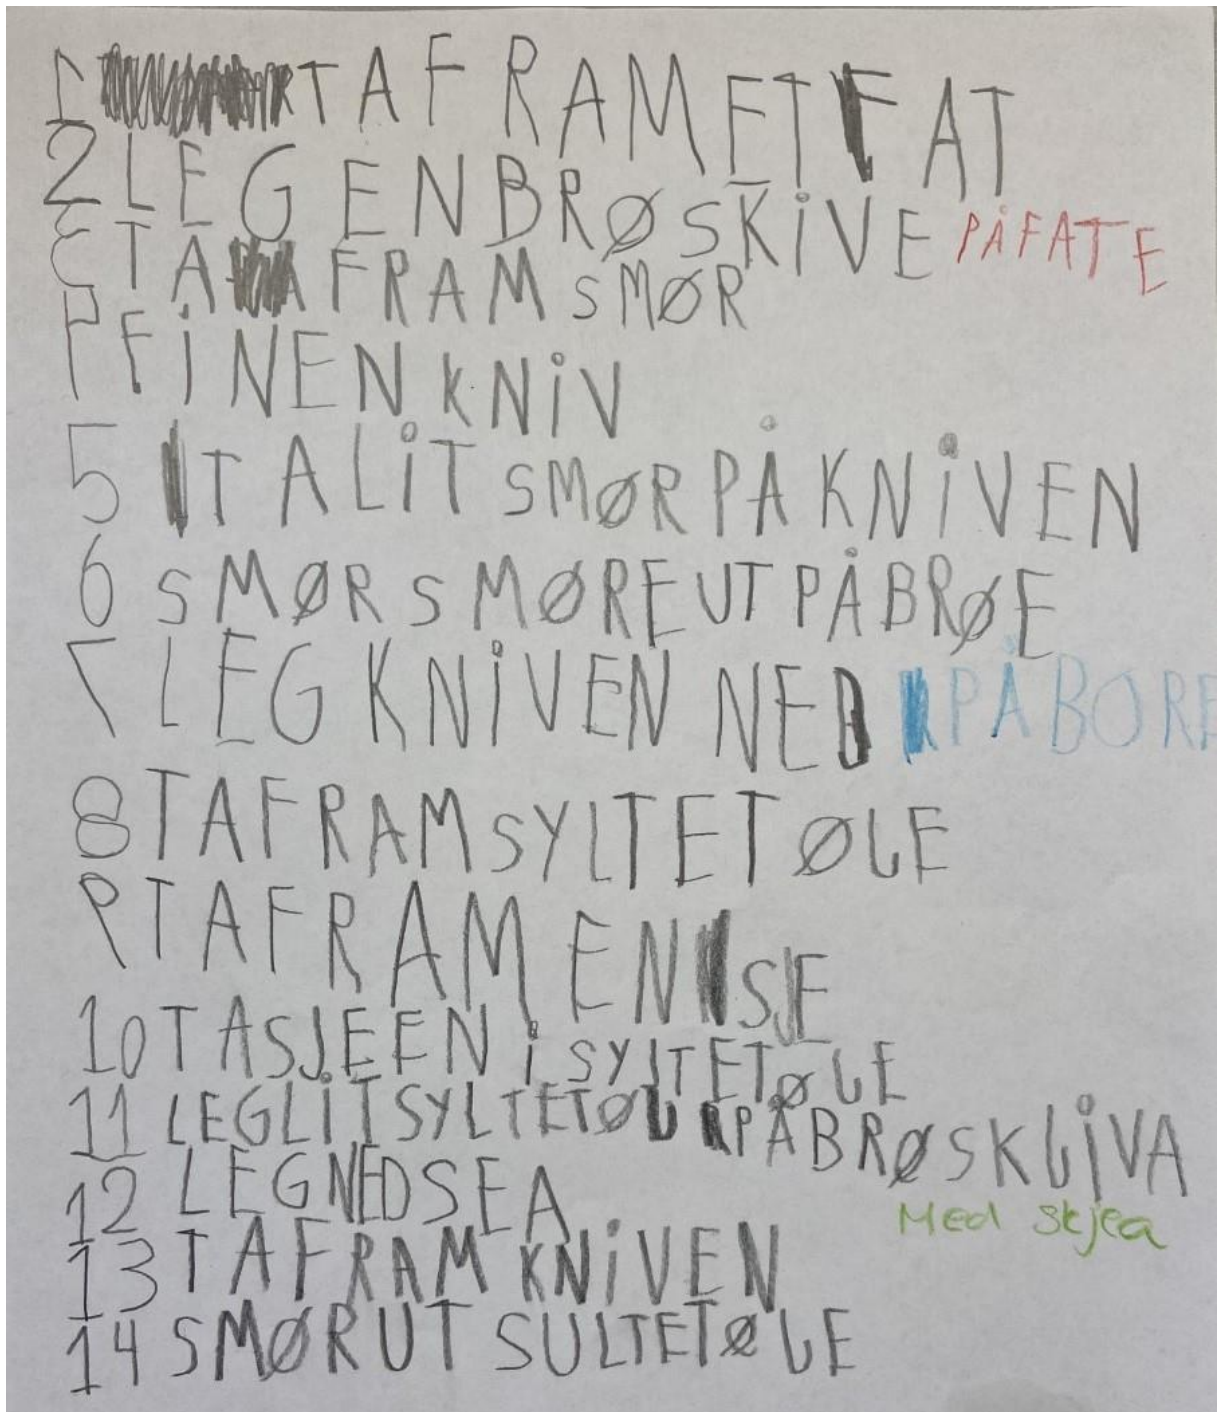 1 TA FRAM ET FAT
2 LEG EN BRØSKIVE PÅ FATE
3 TA FRAM SMØR
4 FIN EN KNIV
5 TA LIT SMØR PÅ KNIVEN
6 SMØR SMØRE UT PÅ BRØE
7 LEG KNIVEN NED PÅ BORE
8 TA FRAM SYLTETØLE
9 TA FRAM EN SJE
10 TA SJEEN i SYLTETØLE
11 LEG LiT SYLTETØL PÅ BRØSKLiVA
Med skjea
12 LEG NED SEA
13 TA FRAM KNiVEN
14 SMØR UT SULTETØLE